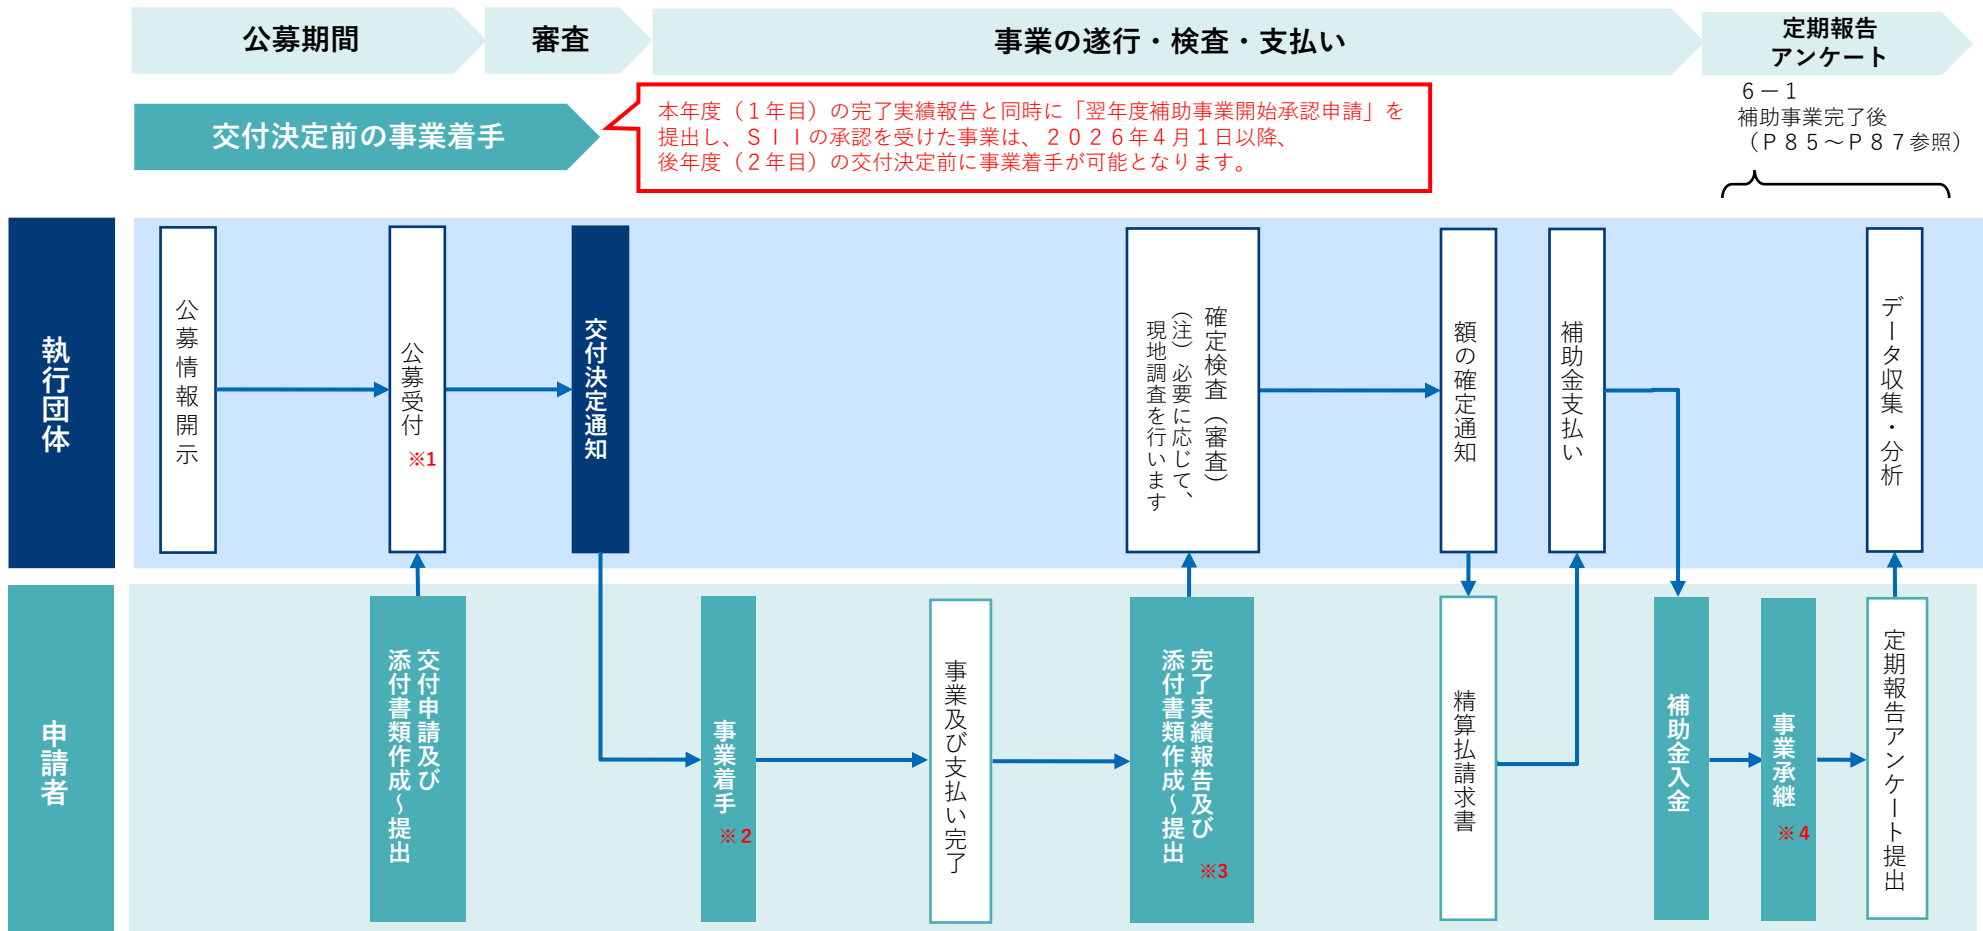 公募期間
審査
事業の遂行・検査・支払い
定期報告
アンケート
交付決定前の事業着手
本年度（１年目）の完了実績報告と同時に「翌年度補助事業開始承認申請」を
提出し、ＳＩＩの承認を受けた事業は、２０２６年４月１日以降、
後年度（２年目）の交付決定前に事業着手が可能となります。
６－１
補助事業完了後
（Ｐ８５～Ｐ８７参照）
執行団体
公募情報開示
公募受付
※1
交付決定通知
確定検査（審査）
（注）必要に応じて、
現地調査を行います
額の確定通知
補助金支払い
データ収集・分析
申請者
交付申請及び
添付書類作成～提出
事業着手
※２
事業及び支払い完了
完了実績報告及び
添付書類作成～提出
※3
精算払請求書
補助金入金
事業承継
※４
定期報告アンケート提出